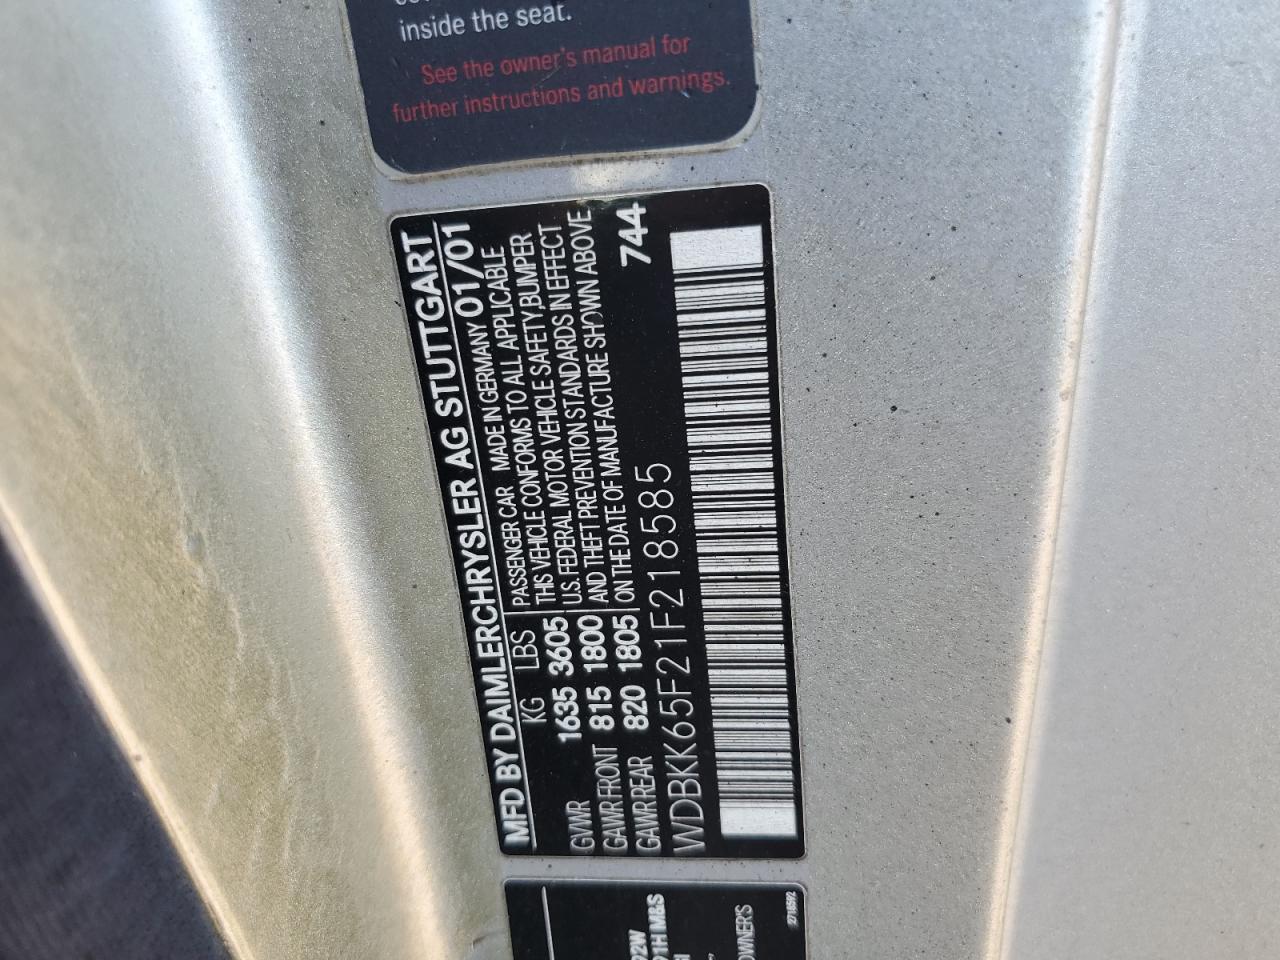 inside the seat.
See the owner's manual for
further instructions and warnings.
MFD BY DAIMLERCHRYSLER AG STUTTGART
KG LBS PASSENGER CAR MADE IN GERMANY 01/01
GVWR 1635 3605 THIS VEHICLE CONFORMS TO ALL APPLICABLE
U.S. FEDERAL MOTOR VEHICLE SAFETY,BUMPER
GAWR FRONT 815 1800 AND THEFT PREVENTION STANDARDS IN EFFECT
GAWR REAR 820 1805 ON THE DATE OF MANUFACTURE SHOWN ABOVE
WDBKK65F21F218585 744
92W
91H M&S
OWNER'S